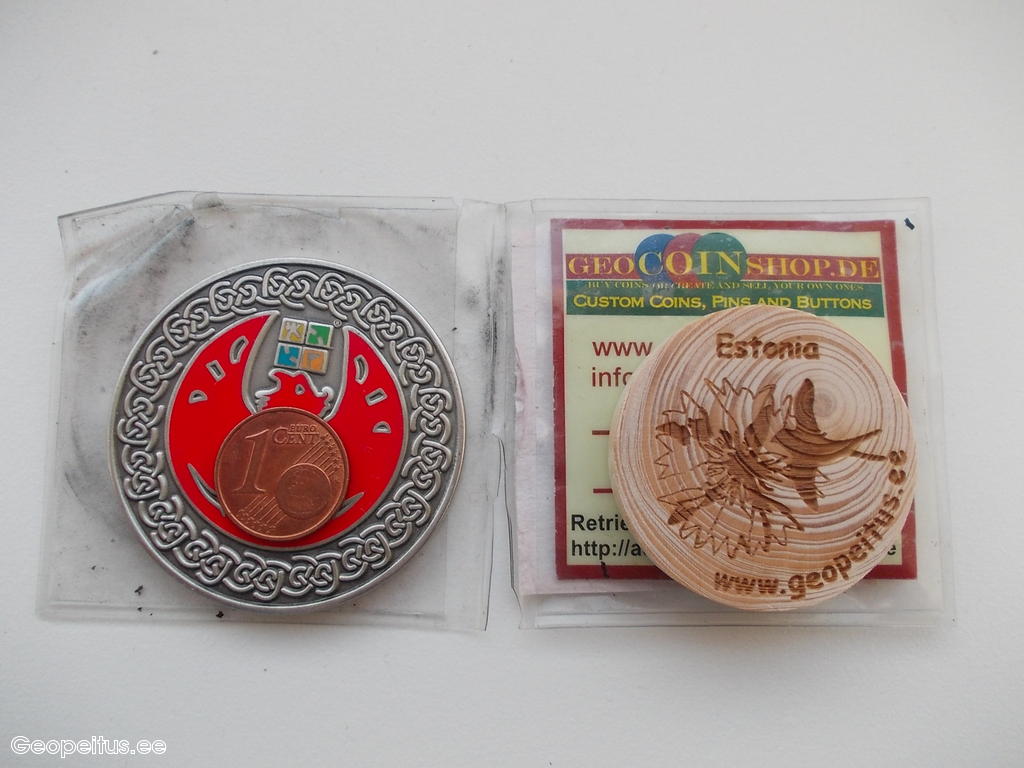 1
EURO
CENT
GEOCOINSHOP.DE
BUY COINS OR CREATE AND SELL YOUR OWN ONES
CUSTOM COINS, PINS AND BUTTONS
www.
info
Retrie
http://a
e
Estonia
www.geopeitus.ee
Geopeitus.ee